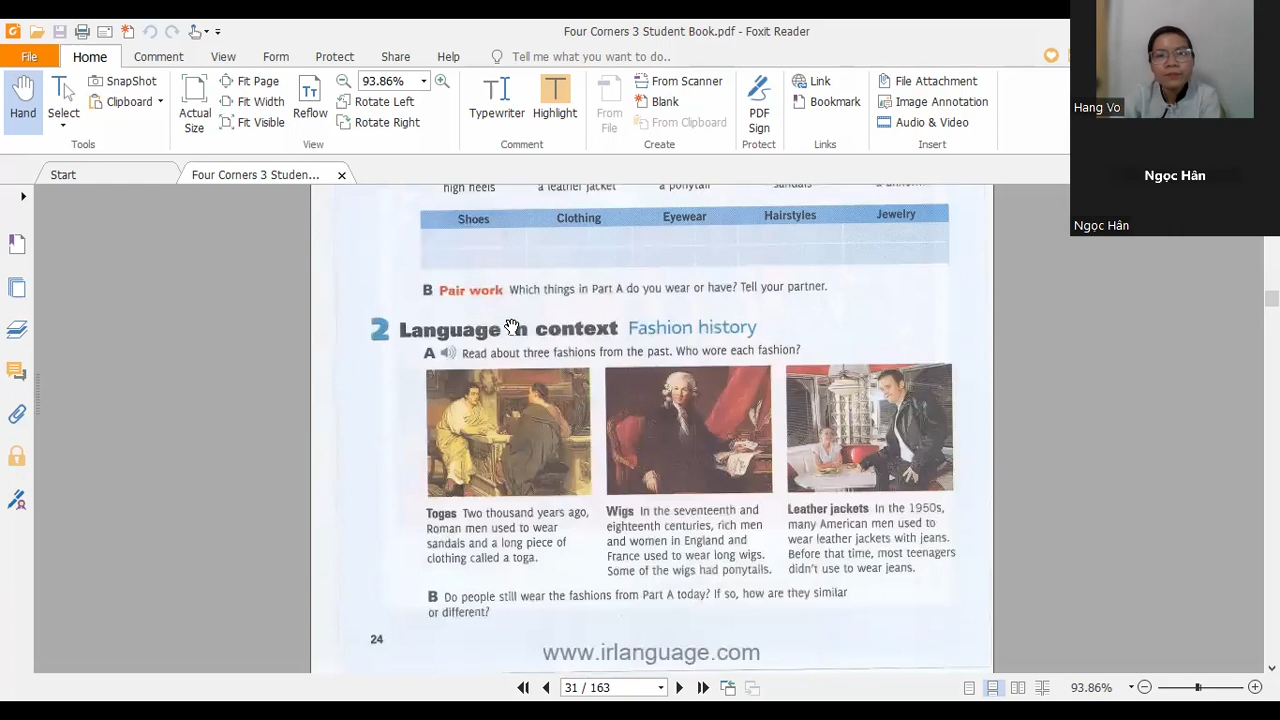 Four Corners 3 Student Book.pdf - Foxit Reader
File Home Comment View Form Protect Share Help Tell me what you want to do..
Hand
Select
SnapShot
Clipboard
Tools
Actual
Size
Fit Page
Fit Width
Fit Visible
Reflow
93.86%
Rotate Left
Rotate Right
View
Typewriter
Highlight
Comment
From
File
From Scanner
Blank
From Clipboard
Create
PDF
Sign
Protect
Link
Bookmark
Links
File Attachment
Image Annotation
Audio & Video
Insert
Hang Vo
Ngọc Hân
Ngọc Hân
Start
Four Corners 3 Studen...
high heels a leather jacket a ponytail sandals a uniform
Shoes Clothing Eyewear Hairstyles Jewelry
B Pair work Which things in Part A do you wear or have? Tell your partner.
2 Language in context Fashion history
A Read about three fashions from the past. Who wore each fashion?
Togas Two thousand years ago,
Roman men used to wear
sandals and a long piece of
clothing called a toga.
Wigs In the seventeenth and
eighteenth centuries, rich men
and women in England and
France used to wear long wigs.
Some of the wigs had ponytails.
Leather jackets In the 1950s,
many American men used to
wear leather jackets with jeans.
Before that time, most teenagers
didn't use to wear jeans.
B Do people still wear the fashions from Part A today? If so, how are they similar
or different?
24
www.irlanguage.com
31 / 163
93.86%